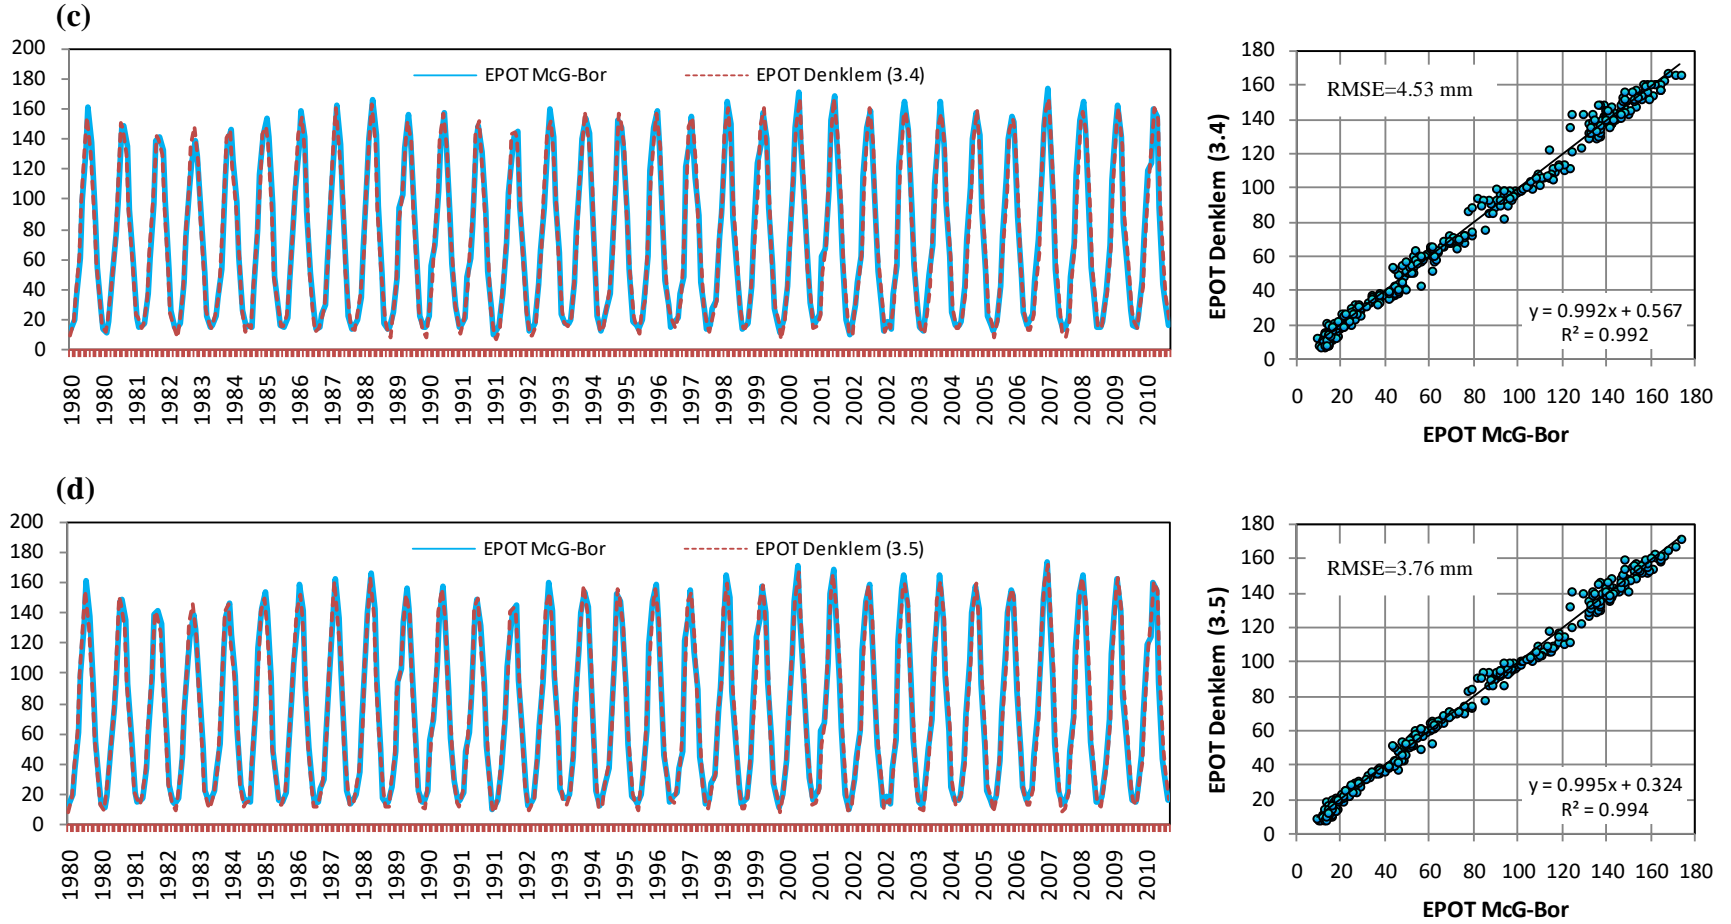 (c)
200
180
160
140
120
100
80
60
40
20
0
EPOT McG-Bor
EPOT Denklem (3.4)
1980 1980 1981 1982 1983 1984 1985 1986 1987 1988 1989 1990 1991 1991 1992 1993 1994 1995 1996 1997 1998 1999 2000 2001 2002 2002 2003 2004 2005 2006 2007 2008 2009 2010
180
160
140
120
100
80
60
40
20
0
EPOT Denklem (3.4)
RMSE=4.53 mm
y = 0.992x + 0.567
R² = 0.992
0 20 40 60 80 100 120 140 160 180
EPOT McG-Bor
(d)
200
180
160
140
120
100
80
60
40
20
0
EPOT McG-Bor
EPOT Denklem (3.5)
1980 1980 1981 1982 1983 1984 1985 1986 1987 1988 1989 1990 1991 1991 1992 1993 1994 1995 1996 1997 1998 1999 2000 2001 2002 2002 2003 2004 2005 2006 2007 2008 2009 2010
180
160
140
120
100
80
60
40
20
0
EPOT Denklem (3.5)
RMSE=3.76 mm
y = 0.995x + 0.324
R² = 0.994
0 20 40 60 80 100 120 140 160 180
EPOT McG-Bor